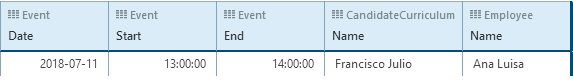 Event Event Event CandidateCurriculum Employee
Date Start End Name Name
2018-07-11 13:00:00 14:00:00 Francisco Julio Ana Luisa